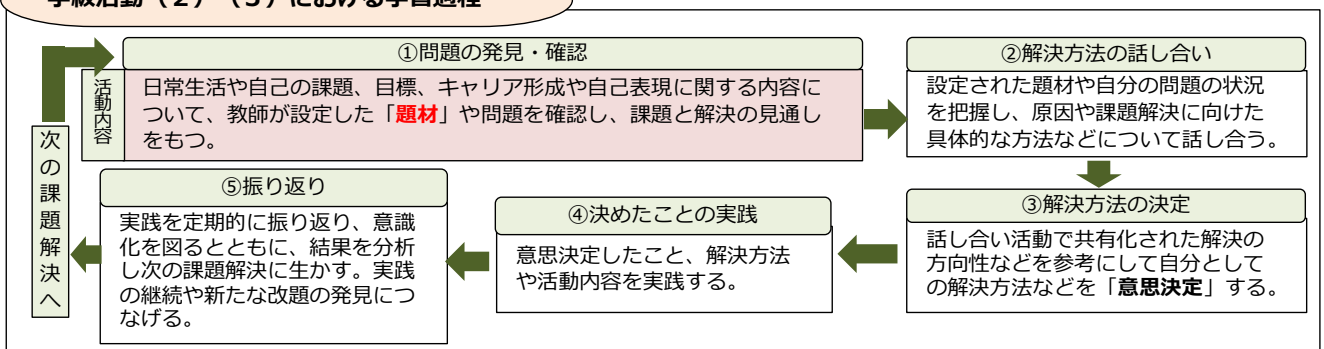 学級活動（２）（３）における学習過程
①問題の発見・確認
活動内容
日常生活や自己の課題、目標、キャリア形成や自己表現に関する内容に
ついて、教師が設定した「題材」や問題を確認し、課題と解決の見通し
をもつ。
②解決方法の話し合い
設定された題材や自分の問題の状況
を把握し、原因や課題解決に向けた
具体的な方法などについて話し合う。
③解決方法の決定
話し合い活動で共有化された解決の
方向性などを参考にして自分として
の解決方法などを「意思決定」する。
④決めたことの実践
意思決定したこと、解決方法
や活動内容を実践する。
⑤振り返り
実践を定期的に振り返り、意識
化を図るとともに、結果を分析
し次の課題解決に生かす。実践
の継続や新たな改題の発見につ
なげる。
次の課題解決へ